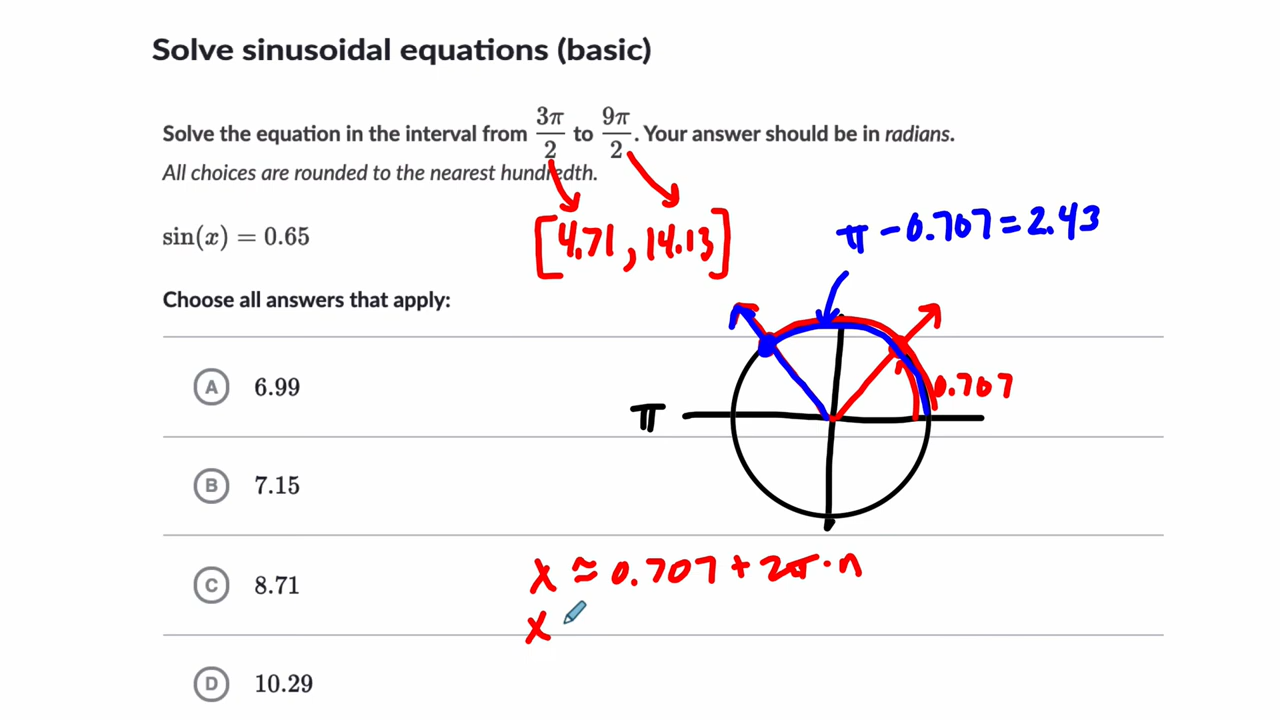 Solve sinusoidal equations (basic)
Solve the equation in the interval from 3π/2 to 9π/2. Your answer should be in radians.
All choices are rounded to the nearest hundredth.
[4.71, 14.13]
π - 0.707 = 2.43
sin(x) = 0.65
Choose all answers that apply:
A 6.99
0.707
π
B 7.15
x ≈ 0.707 + 2π · n
C 8.71
x
D 10.29